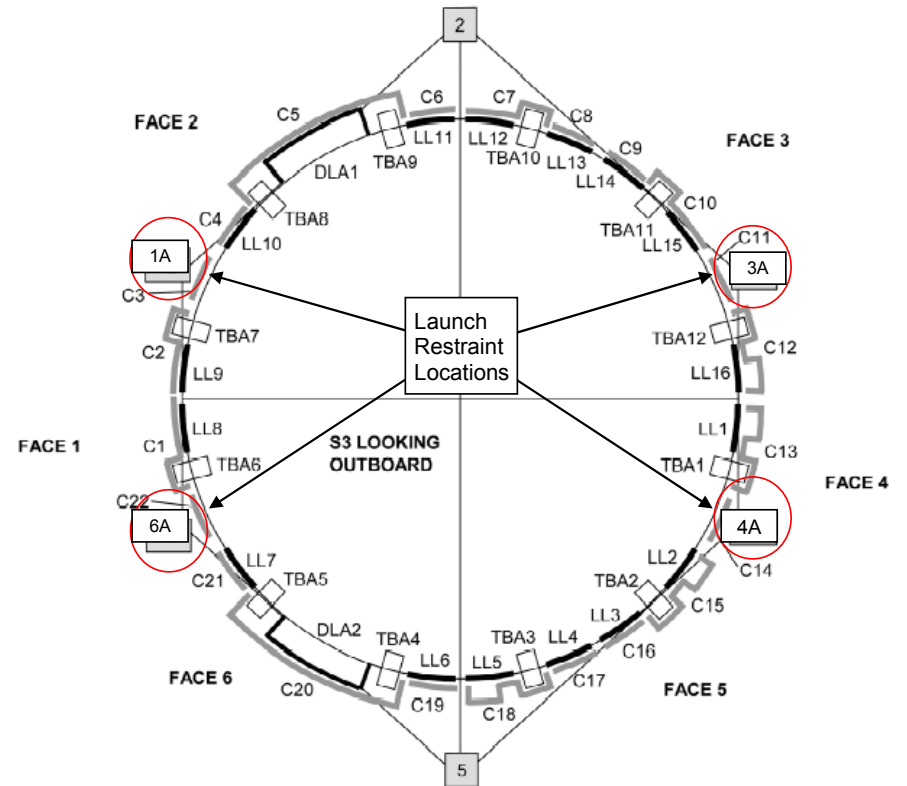 2
C6
C7
C5
C8
FACE 2
FACE 3
LL11
LL12
TBA9
TBA10
LL13
C9
DLA1
LL14
TBA8
C10
C4
TBA11
LL10
LL15
C11
1A
3A
C3
Launch
Restraint
Locations
TBA7
TBA12
C2
C12
LL9
LL16
LL8
LL1
FACE 1
C1
S3 LOOKING
OUTBOARD
TBA6
TBA1
C13
FACE 4
C22
6A
4A
LL7
LL2
C14
C21
TBA5
TBA2
C15
DLA2
LL3
TBA4
TBA3
LL4
C16
LL6
LL5
FACE 6
C20
C17
FACE 5
C19
C18
5